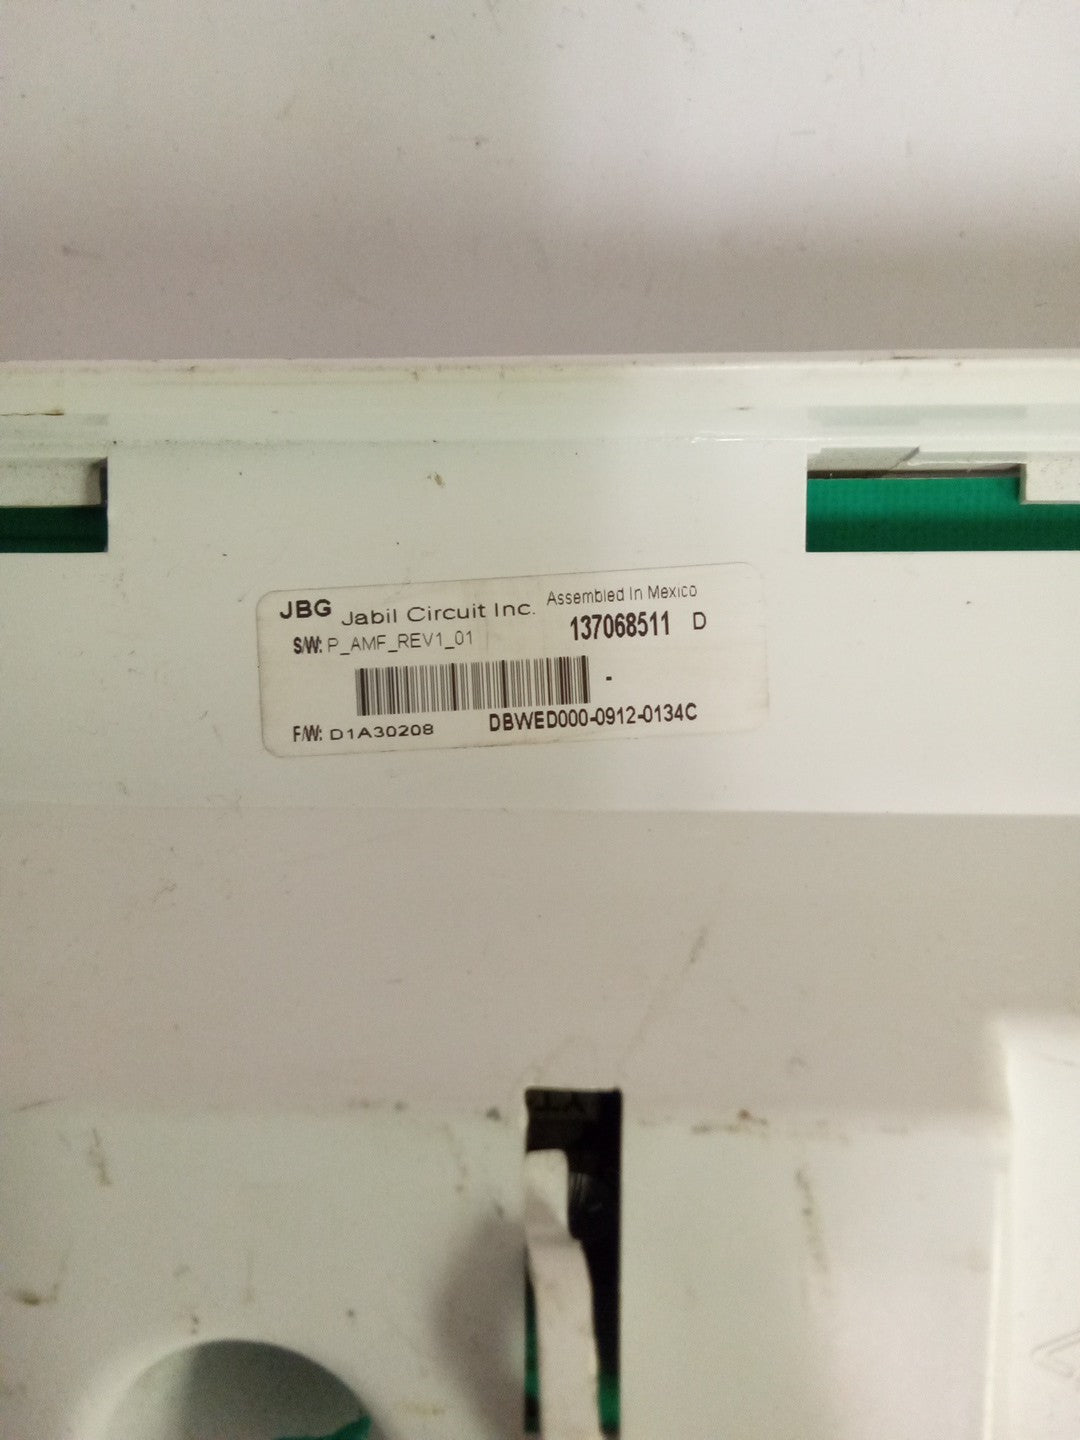 JBG Jabil Circuit Inc. Assembled In Mexico
S/W: P_AMF_REV1_01 137068511 D
-
F/W: D1A30208 DBWED000-0912-0134C